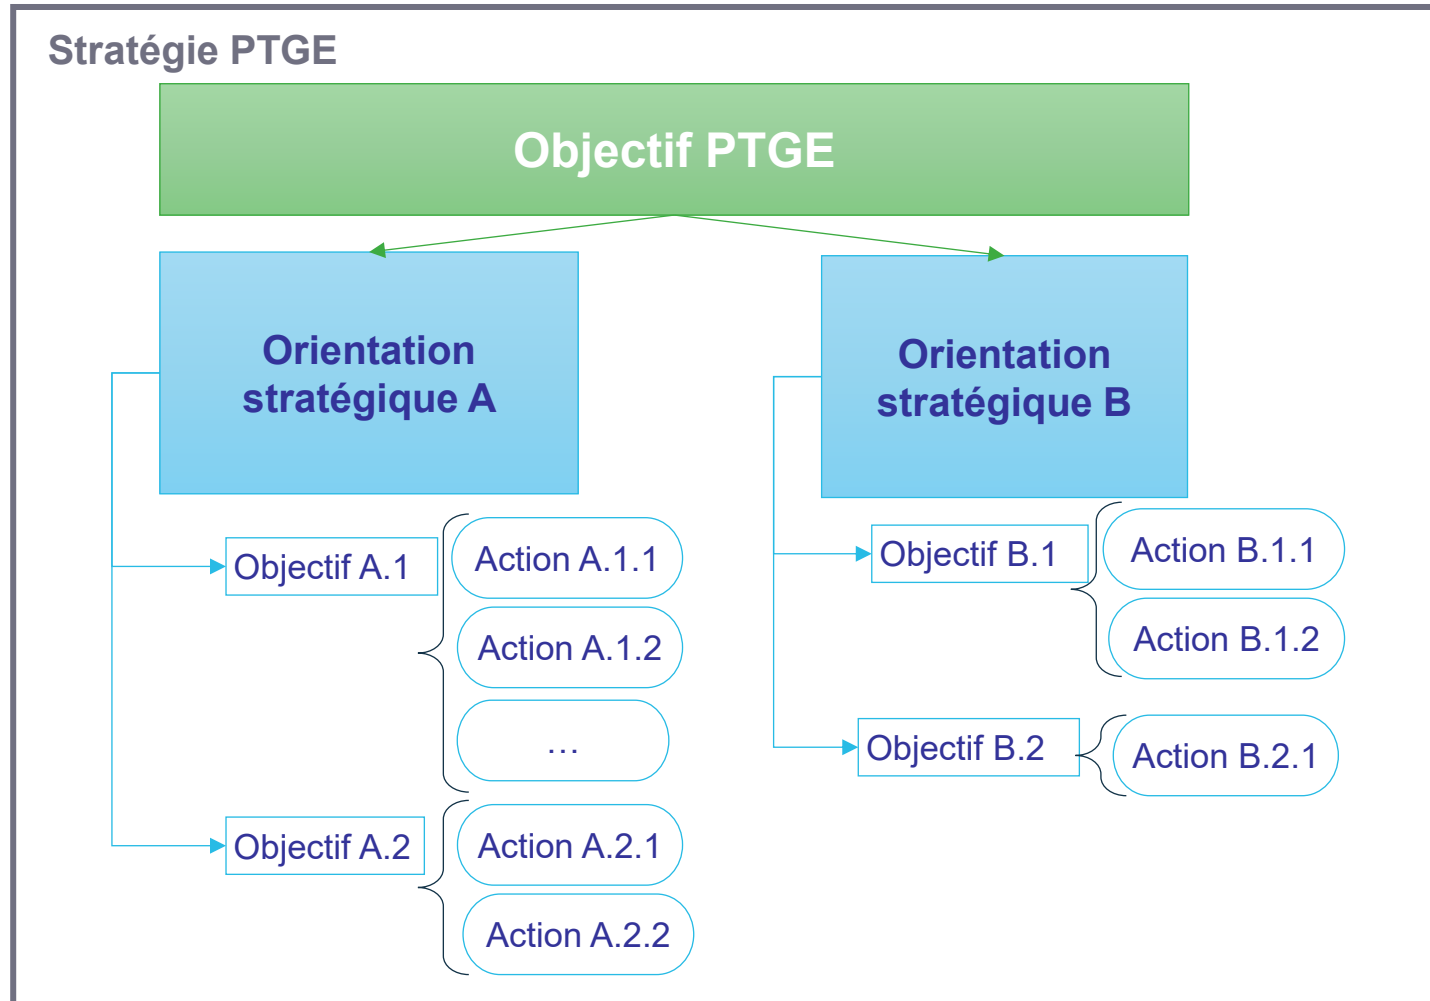 Stratégie PTGE
Objectif PTGE
Orientation
stratégique A
Objectif A.1
Action A.1.1
Action A.1.2
…
Objectif A.2
Action A.2.1
Action A.2.2
Orientation
stratégique B
Objectif B.1
Action B.1.1
Action B.1.2
Objectif B.2
Action B.2.1